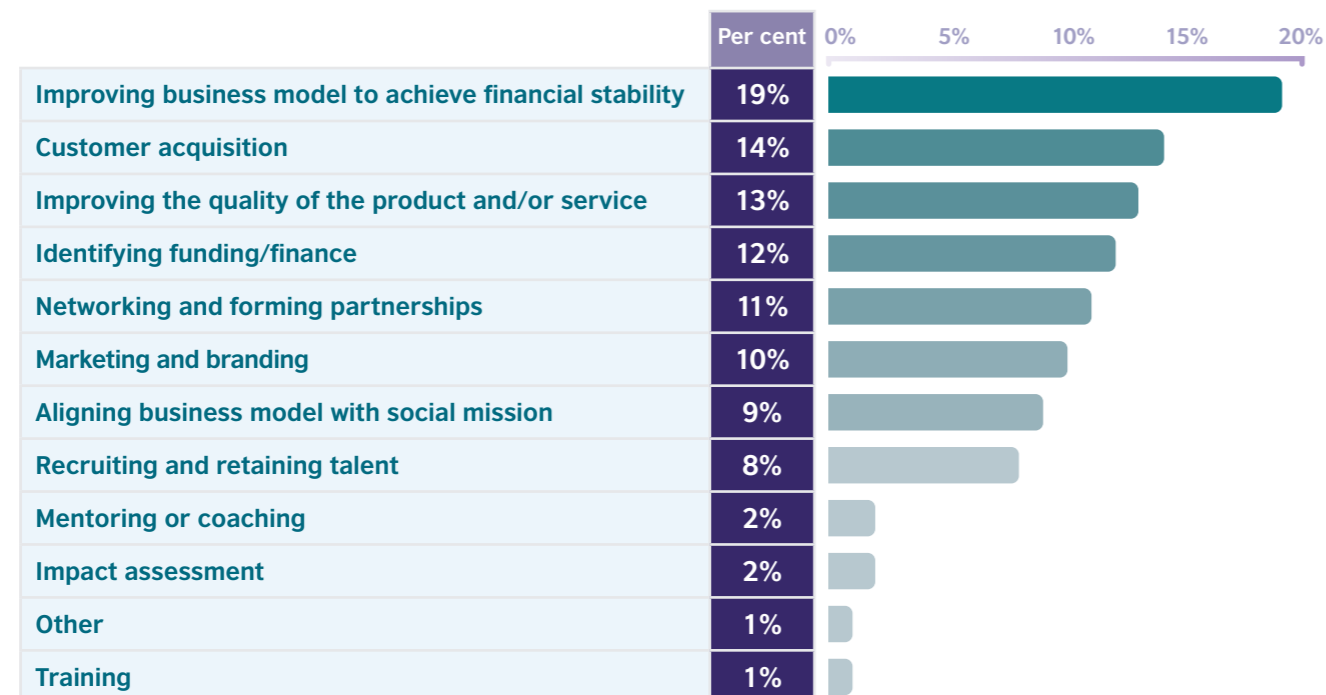 Per cent 0% 5% 10% 15% 20%
Improving business model to achieve financial stability 19%
Customer acquisition 14%
Improving the quality of the product and/or service 13%
Identifying funding/finance 12%
Networking and forming partnerships 11%
Marketing and branding 10%
Aligning business model with social mission 9%
Recruiting and retaining talent 8%
Mentoring or coaching 2%
Impact assessment 2%
Other 1%
Training 1%